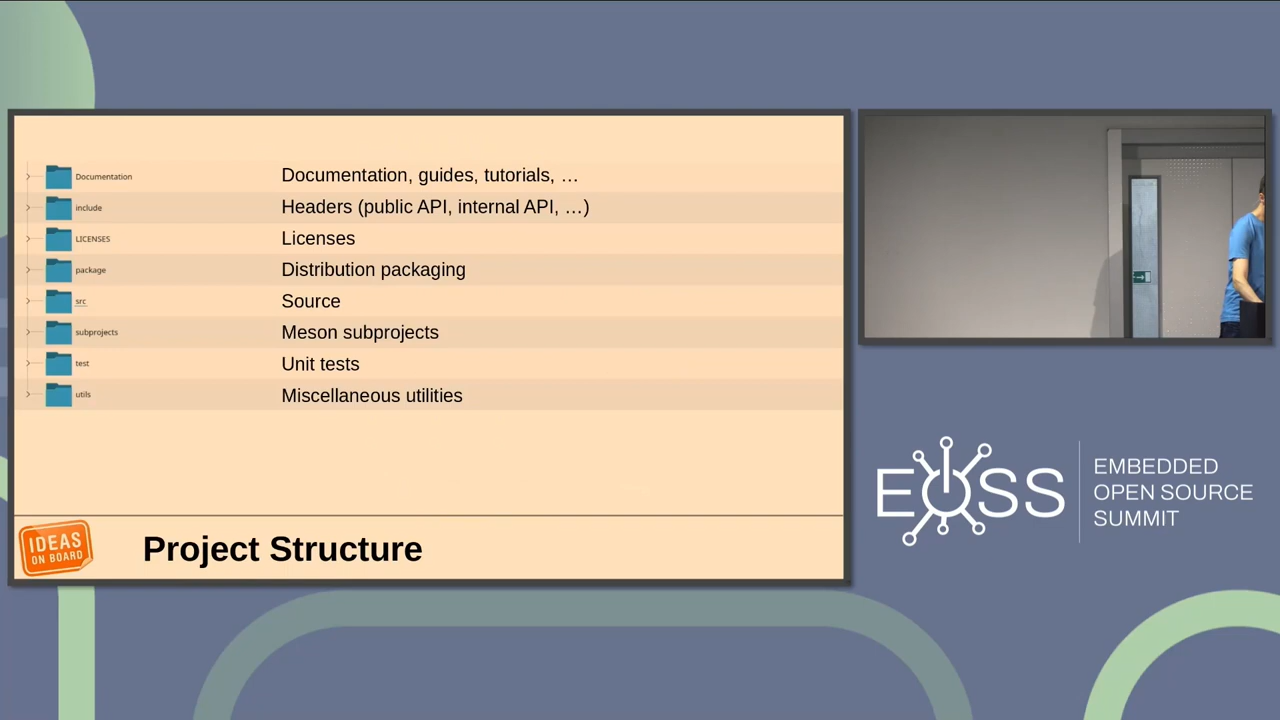 Documentation Documentation, guides, tutorials, …
include Headers (public API, internal API, …)
LICENSES Licenses
package Distribution packaging
src Source
subprojects Meson subprojects
test Unit tests
utils Miscellaneous utilities
IDEAS
ON BOARD
Project Structure
EOSS
EMBEDDED
OPEN SOURCE
SUMMIT